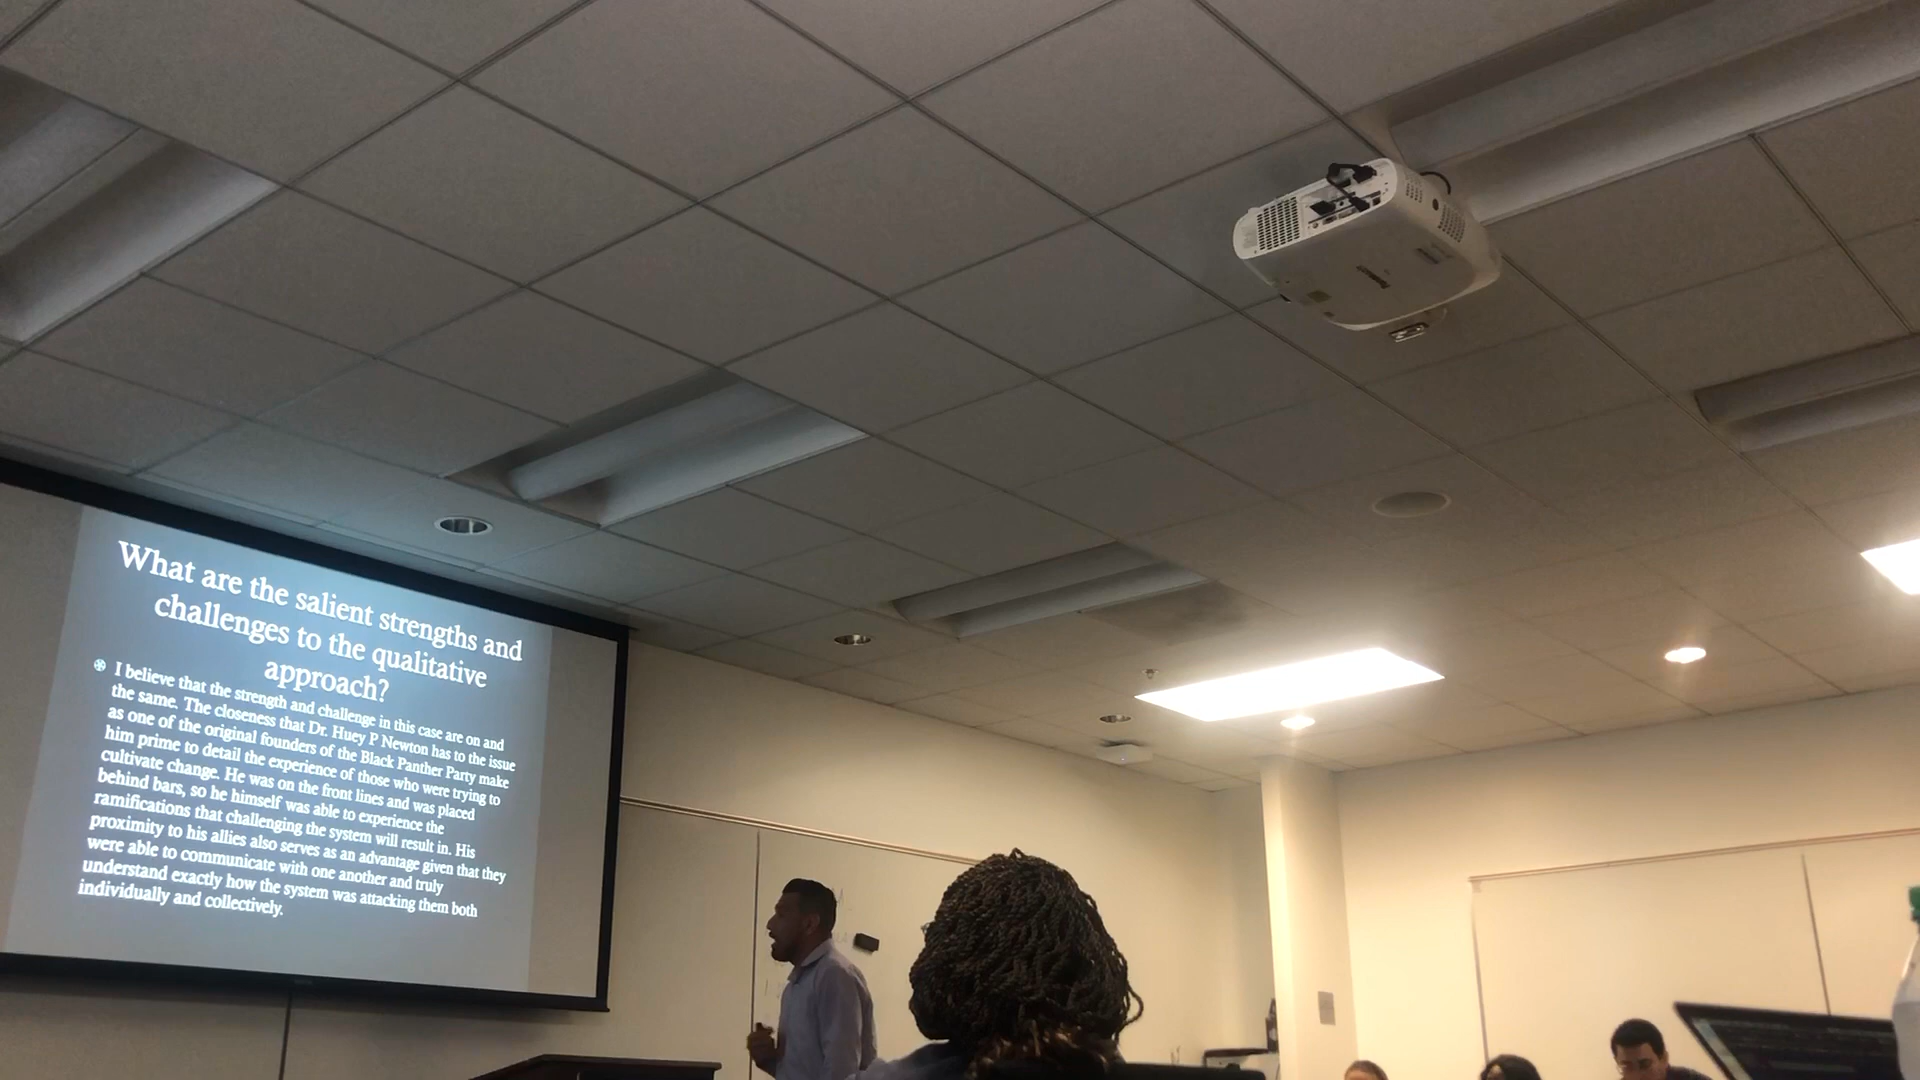 What are the salient strengths and
challenges to the qualitative
approach?
I believe that the strength and challenge in this case are on and
the same. The closeness that Dr. Huey P Newton has to the issue
as one of the original founders of the Black Panther Party make
him prime to detail the experience of those who were trying to
cultivate change. He was on the front lines and was placed
behind bars, so he himself was able to experience the
ramifications that challenging the system will result in. His
proximity to his allies also serves as an advantage given that they
were able to communicate with one another and truly
understand exactly how the system was attacking them both
individually and collectively.